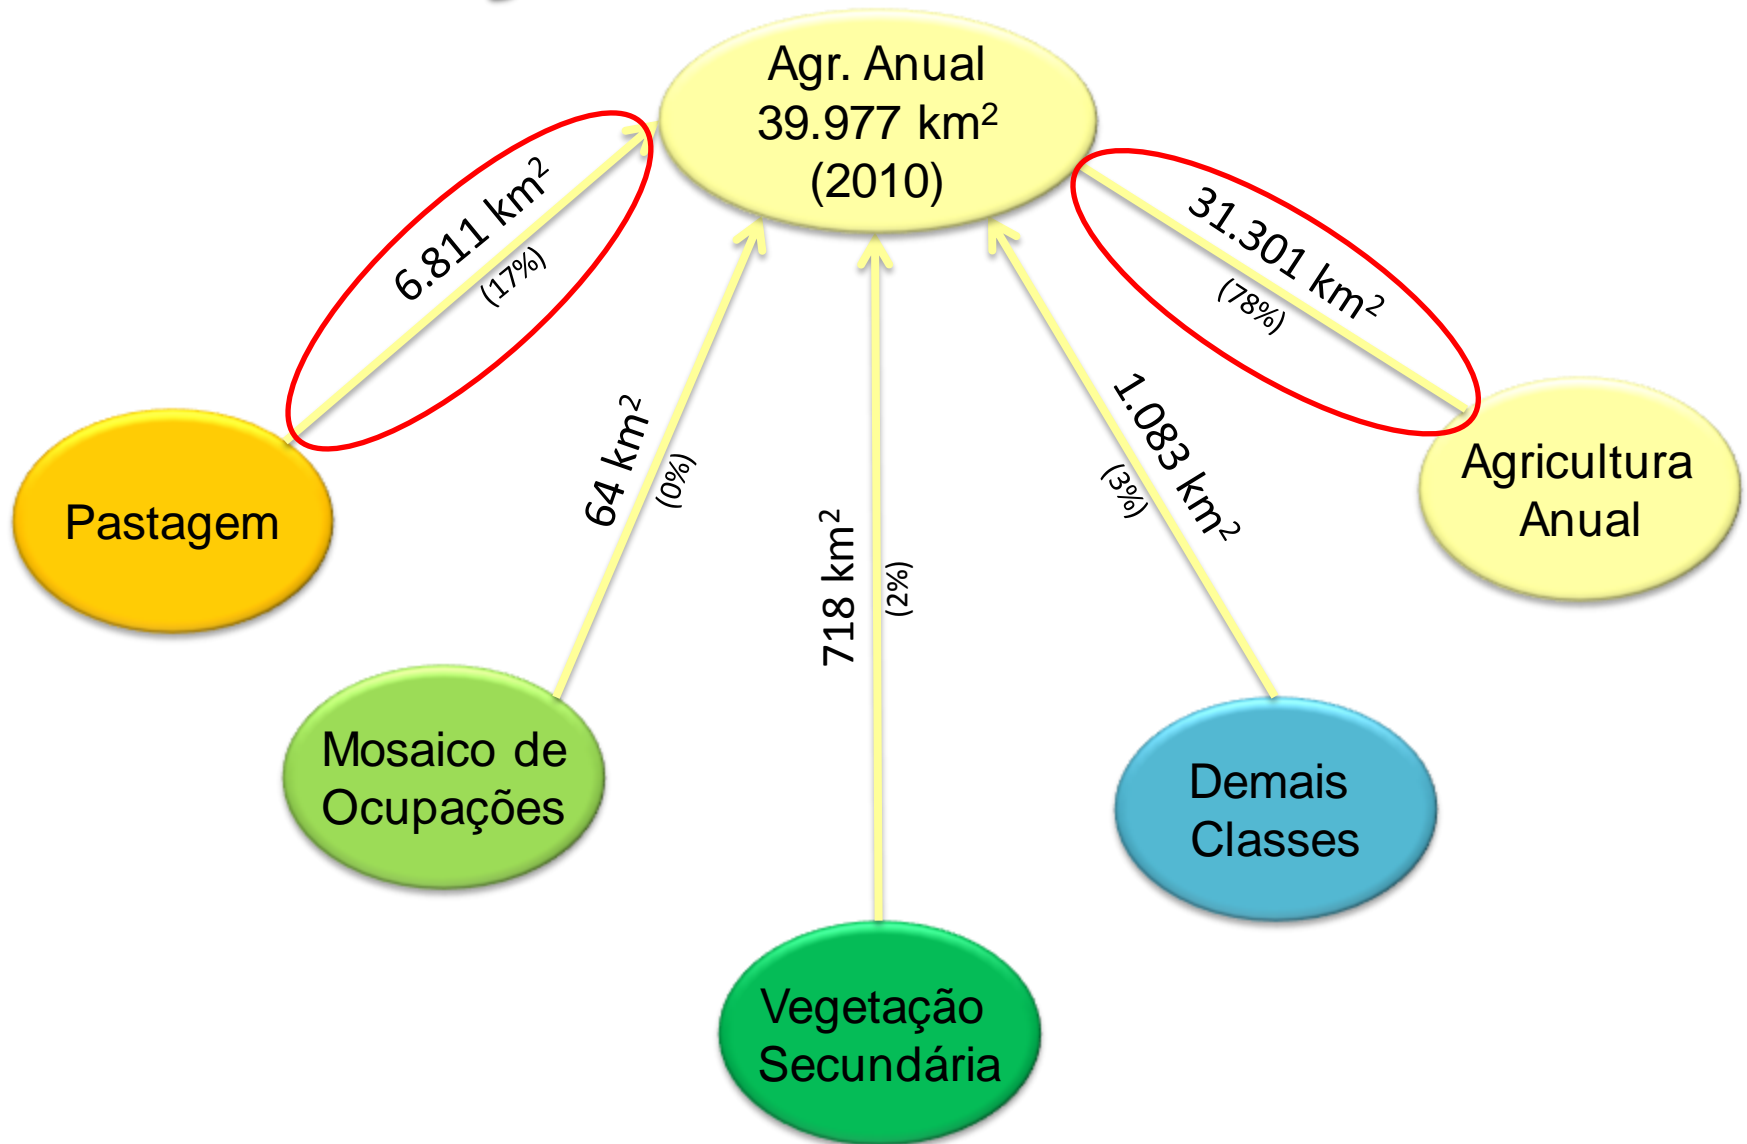 Agr. Anual
39.977 km²
(2010)
6.811 km²
(17%)
64 km²
(0%)
718 km²
(2%)
1.083 km²
(3%)
31.301 km²
(78%)
Pastagem
Mosaico de
Ocupações
Vegetação
Secundária
Demais
Classes
Agricultura
Anual